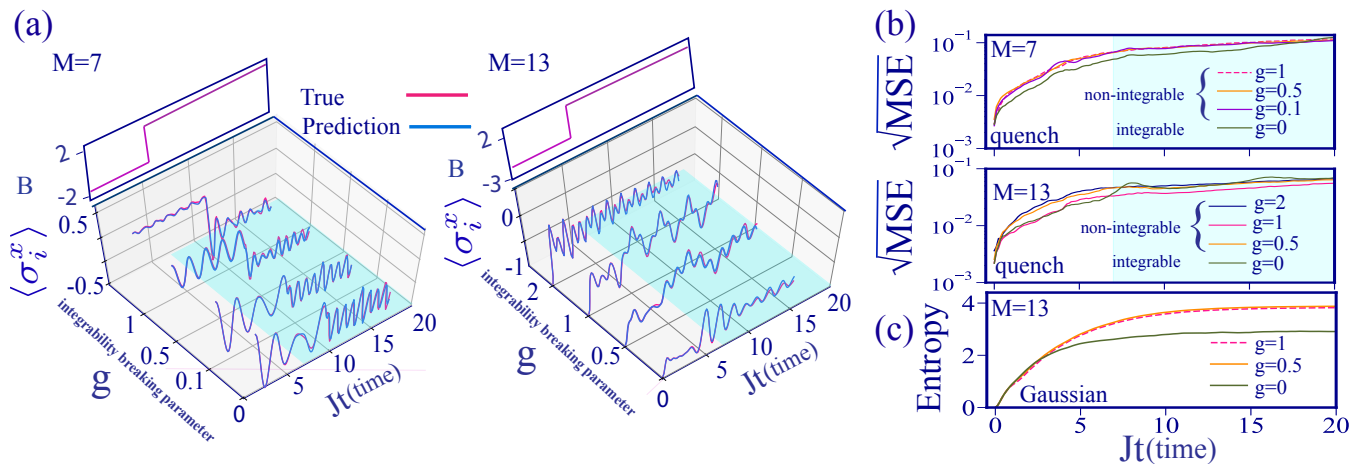 (a)
M=7
M=13
True
Prediction
2
-2
B
0.5
0
-0.5
⟨σ_i^x⟩
1
0.5
0.1
0
g
integrability breaking parameter
5
10
15
20
Jt(time)
2
-3
B
0
-1
⟨σ_i^x⟩
2
1
0.5
0
g
integrability breaking parameter
0
5
10
15
20
Jt(time)
(b)
√MSE
10⁻¹
10⁻²
10⁻³
M=7
quench
non-integrable {
integrable
g=1
g=0.5
g=0.1
g=0
√MSE
10⁻¹
10⁻²
10⁻³
M=13
quench
non-integrable {
integrable
g=2
g=1
g=0.5
g=0
(c)
Entropy
4
2
0
M=13
Gaussian
g=1
g=0.5
g=0
0
5
10
15
20
Jt(time)